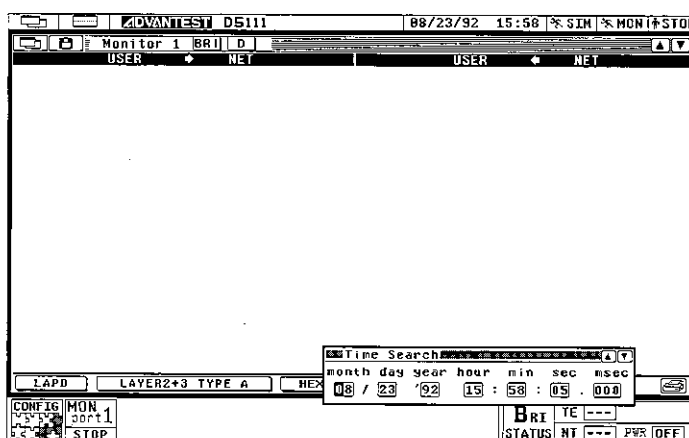 ADVANTEST D5111 08/23/92 15:58 SIM MON STOP
Monitor 1 BRI D
USER NET USER NET
Time Search
month day year hour min sec msec
08 / 23 '92 15 : 58 : 05 . 000
LAPD LAYER2+3 TYPE A HEX
CONFIG MON port1 STOP
BRI STATUS TE ---
NT --- PWR OFF